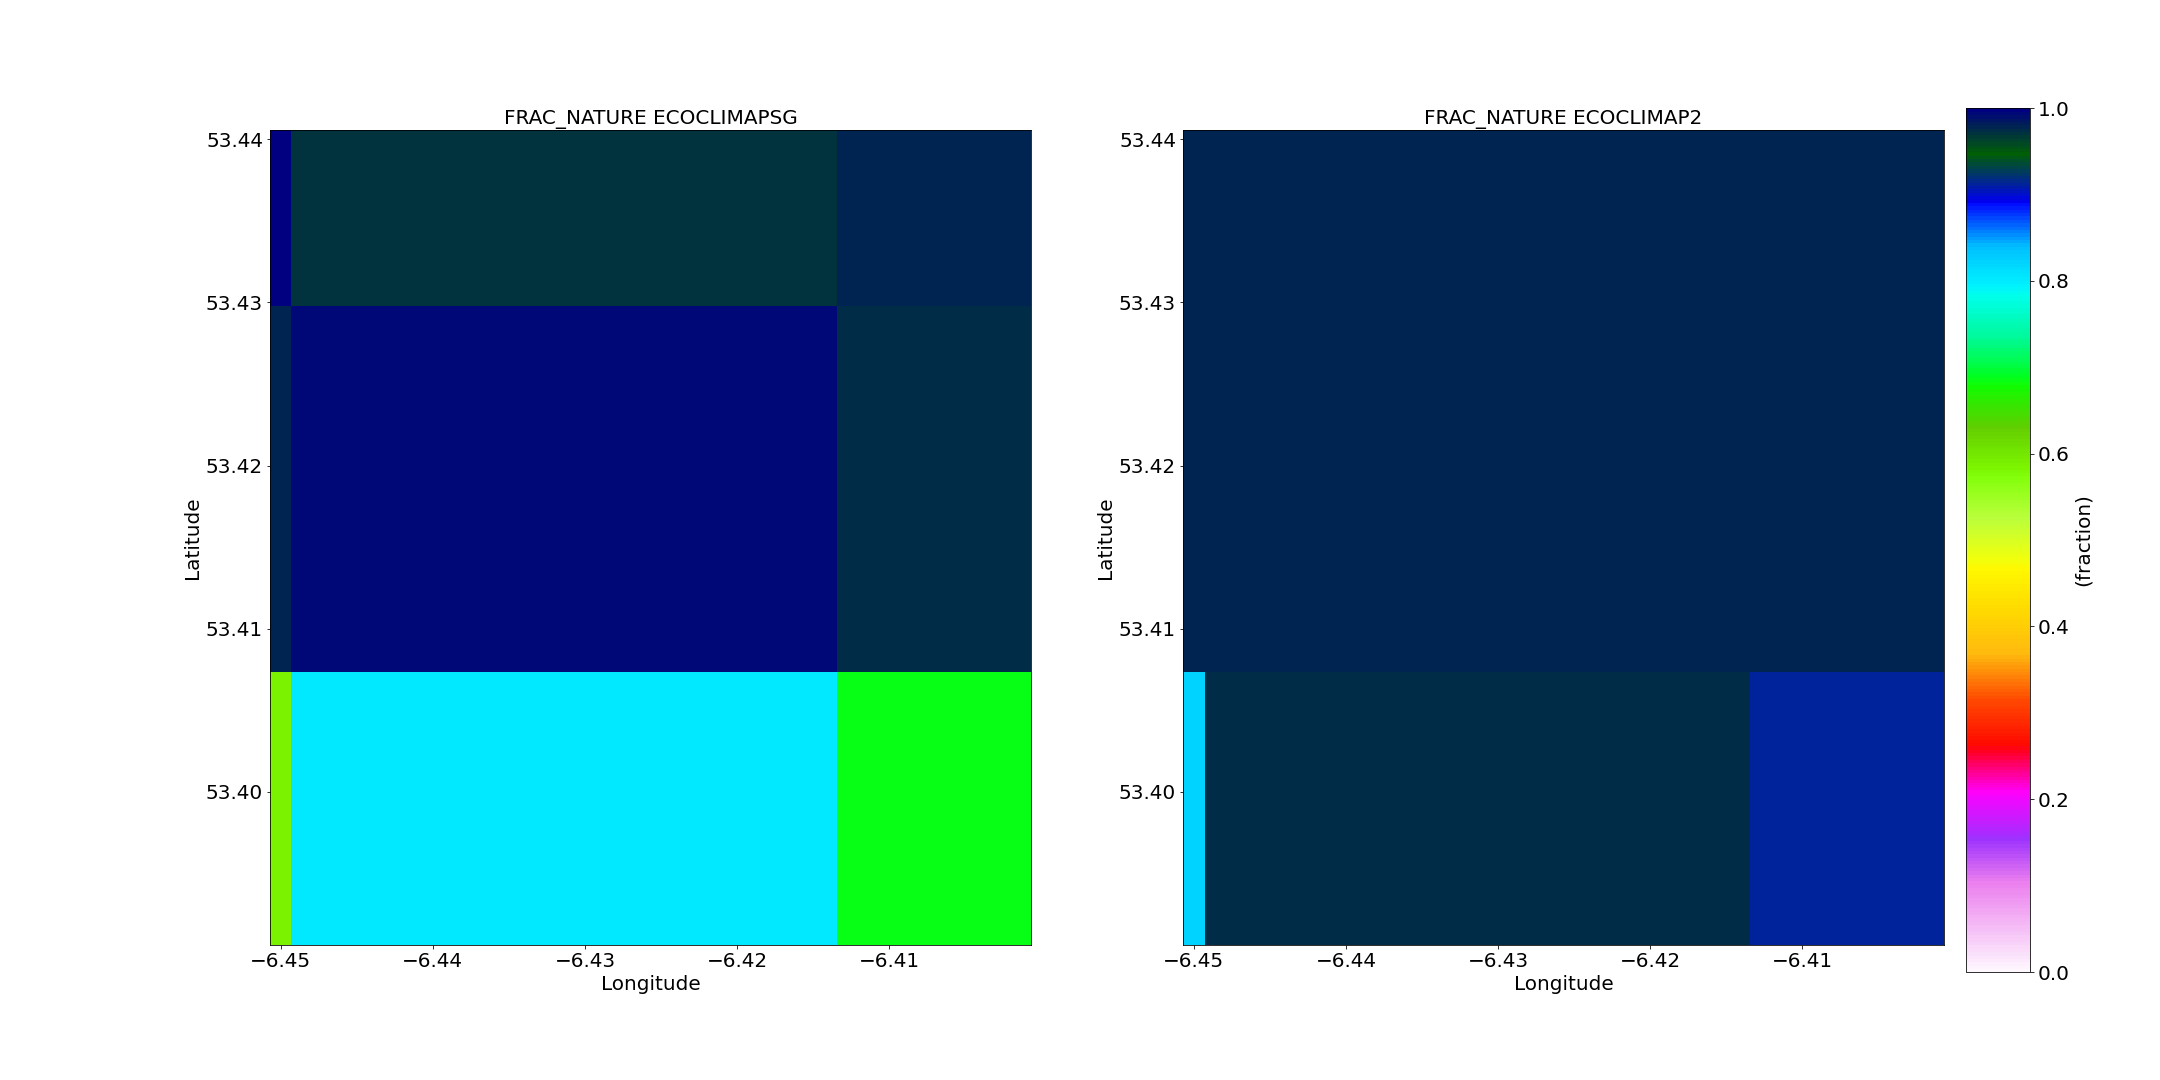 FRAC_NATURE ECOCLIMAPSG
53.44
53.43
53.42
53.41
53.40
Latitude
−6.45 −6.44 −6.43 −6.42 −6.41
Longitude
FRAC_NATURE ECOCLIMAP2
53.44
53.43
53.42
53.41
53.40
Latitude
−6.45 −6.44 −6.43 −6.42 −6.41
Longitude
1.0
0.8
0.6
0.4
0.2
0.0
(fraction)